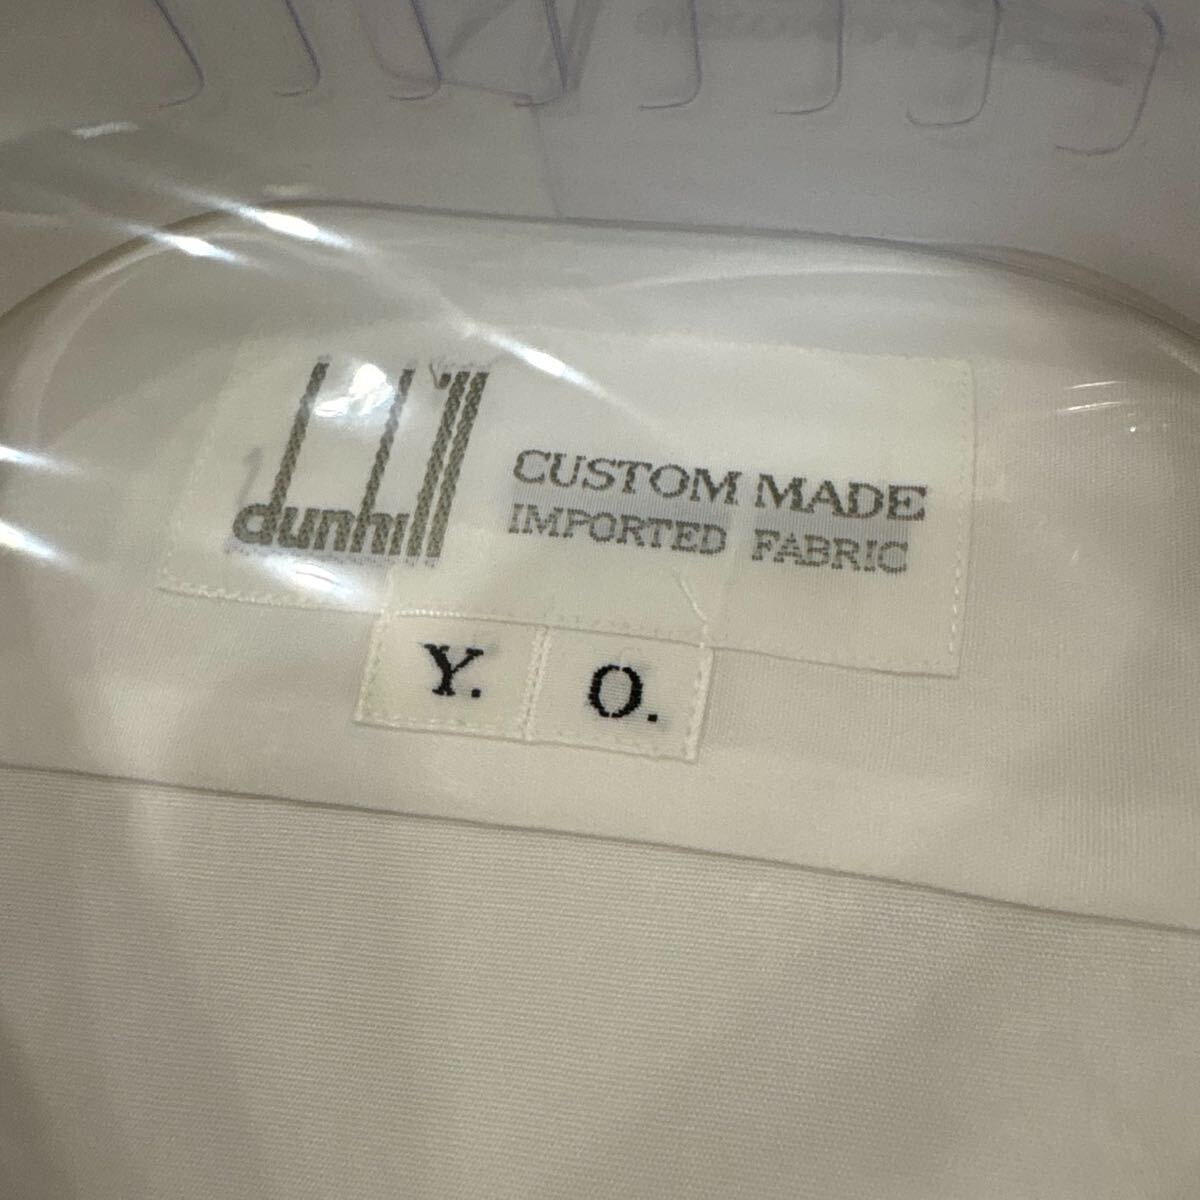 dunhill
CUSTOM MADE
IMPORTED FABRIC
Y. O.